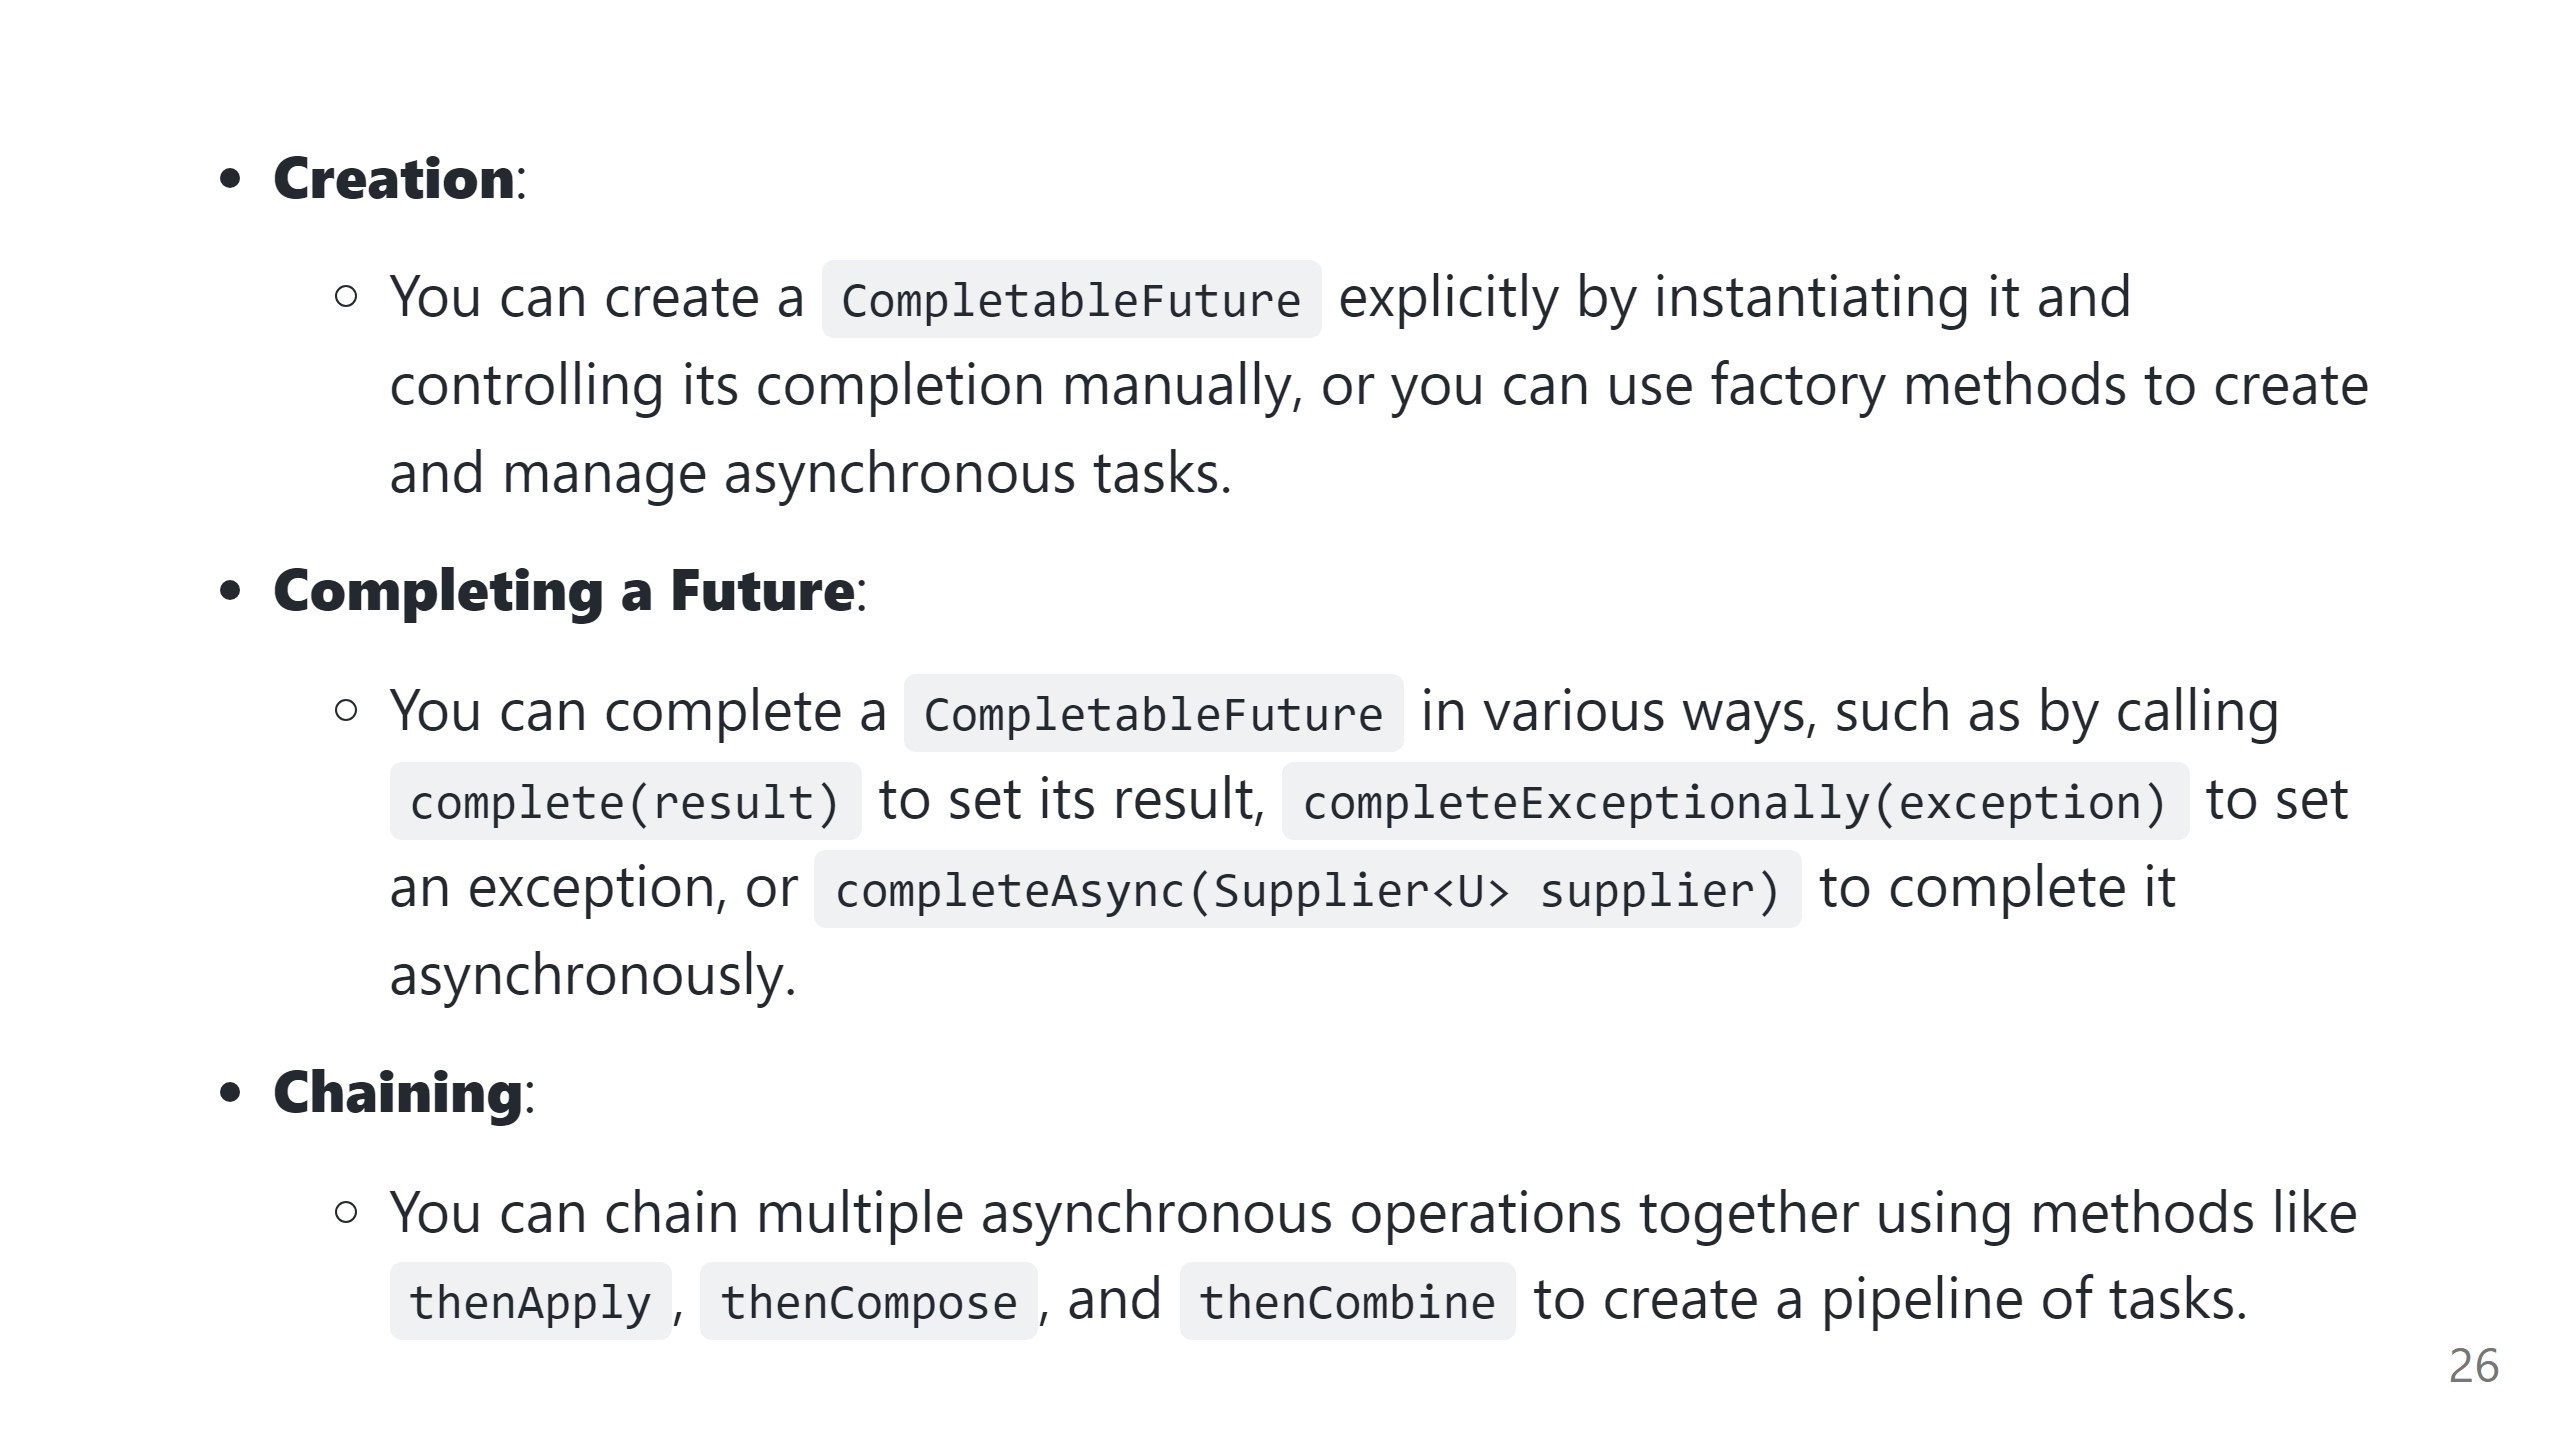 • Creation:
○ You can create a CompletableFuture explicitly by instantiating it and
controlling its completion manually, or you can use factory methods to create
and manage asynchronous tasks.
• Completing a Future:
○ You can complete a CompletableFuture in various ways, such as by calling
complete(result) to set its result, completeExceptionally(exception) to set
an exception, or completeAsync(Supplier<U> supplier) to complete it
asynchronously.
• Chaining:
○ You can chain multiple asynchronous operations together using methods like
thenApply, thenCompose, and thenCombine to create a pipeline of tasks.
26